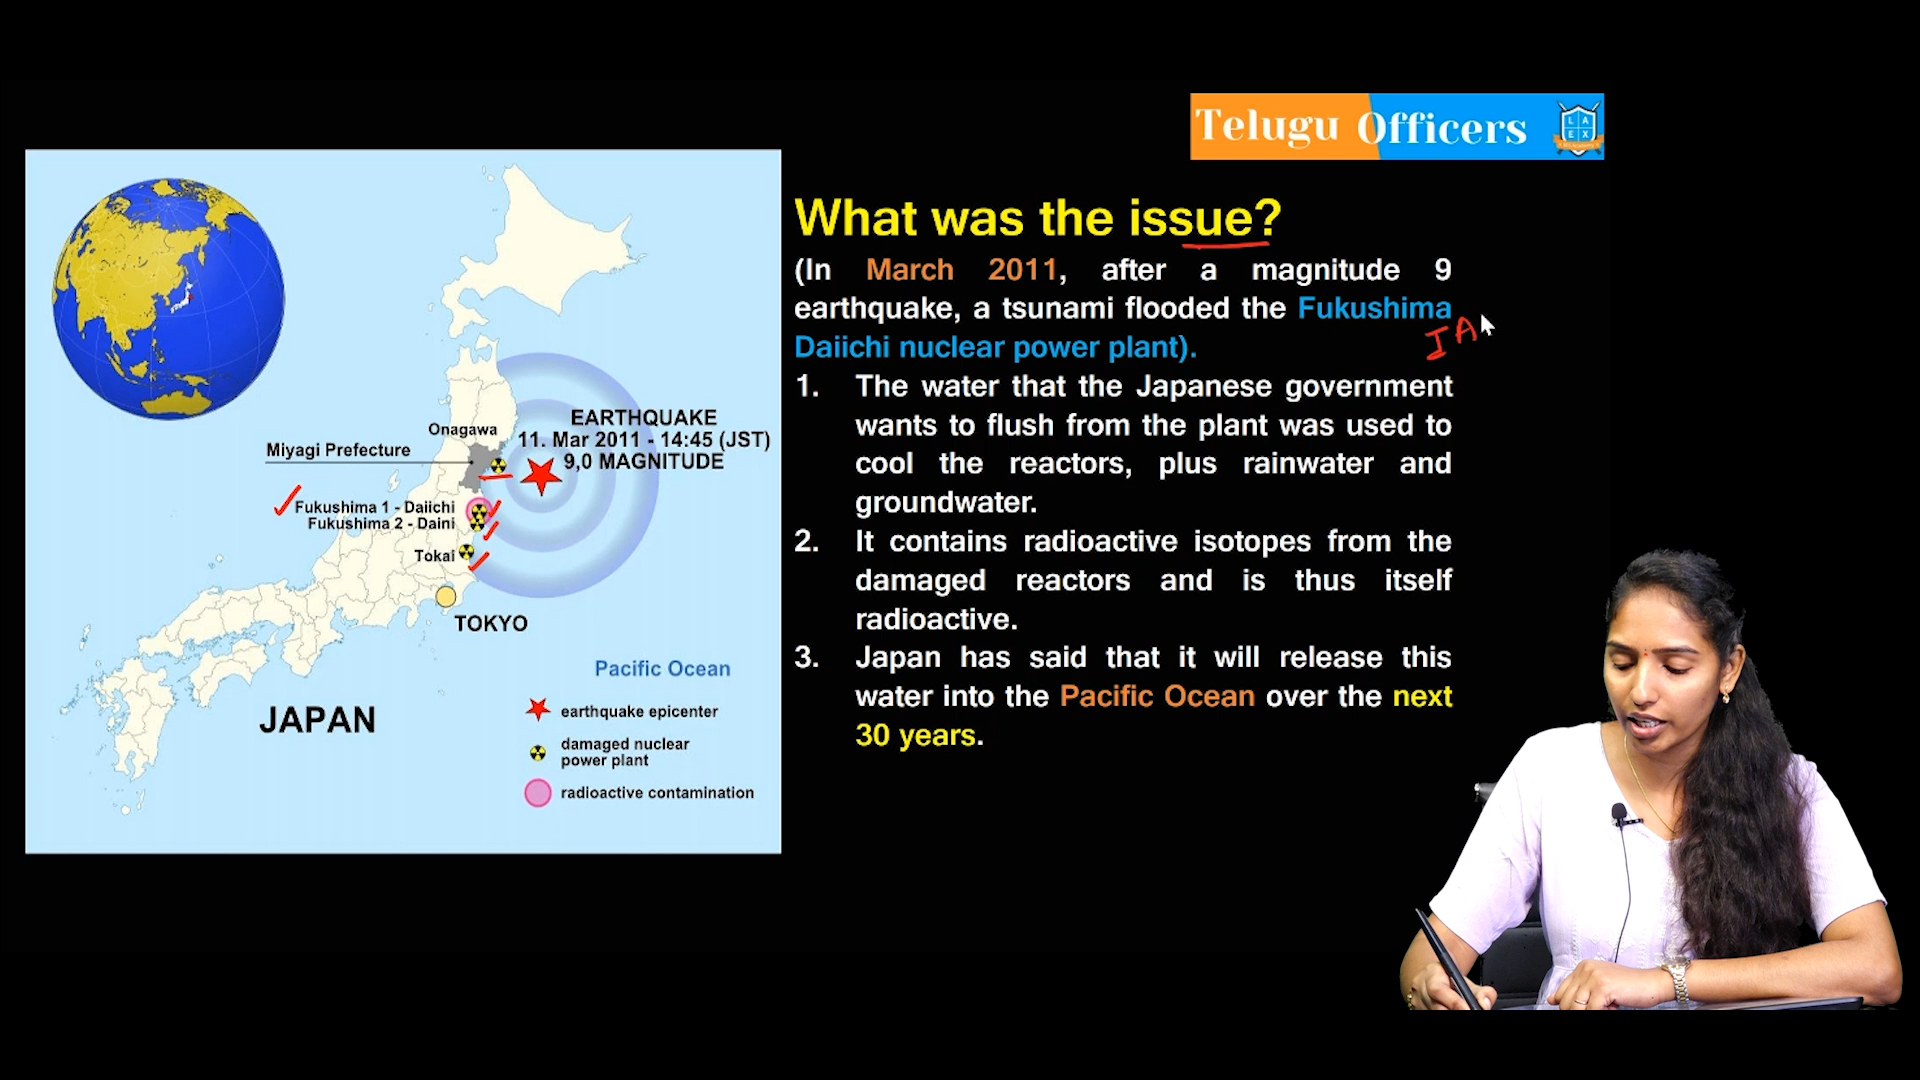 Telugu Officers
L A
E X
What was the issue?
(In March 2011, after a magnitude 9
earthquake, a tsunami flooded the Fukushima
Daiichi nuclear power plant).
IA
1. The water that the Japanese government
wants to flush from the plant was used to
cool the reactors, plus rainwater and
groundwater.
2. It contains radioactive isotopes from the
damaged reactors and is thus itself
radioactive.
3. Japan has said that it will release this
water into the Pacific Ocean over the next
30 years.
EARTHQUAKE
11. Mar 2011 - 14:45 (JST)
9,0 MAGNITUDE
Onagawa
Miyagi Prefecture
Fukushima 1 - Daiichi
Fukushima 2 - Daini
Tokai
TOKYO
Pacific Ocean
JAPAN
earthquake epicenter
damaged nuclear
power plant
radioactive contamination